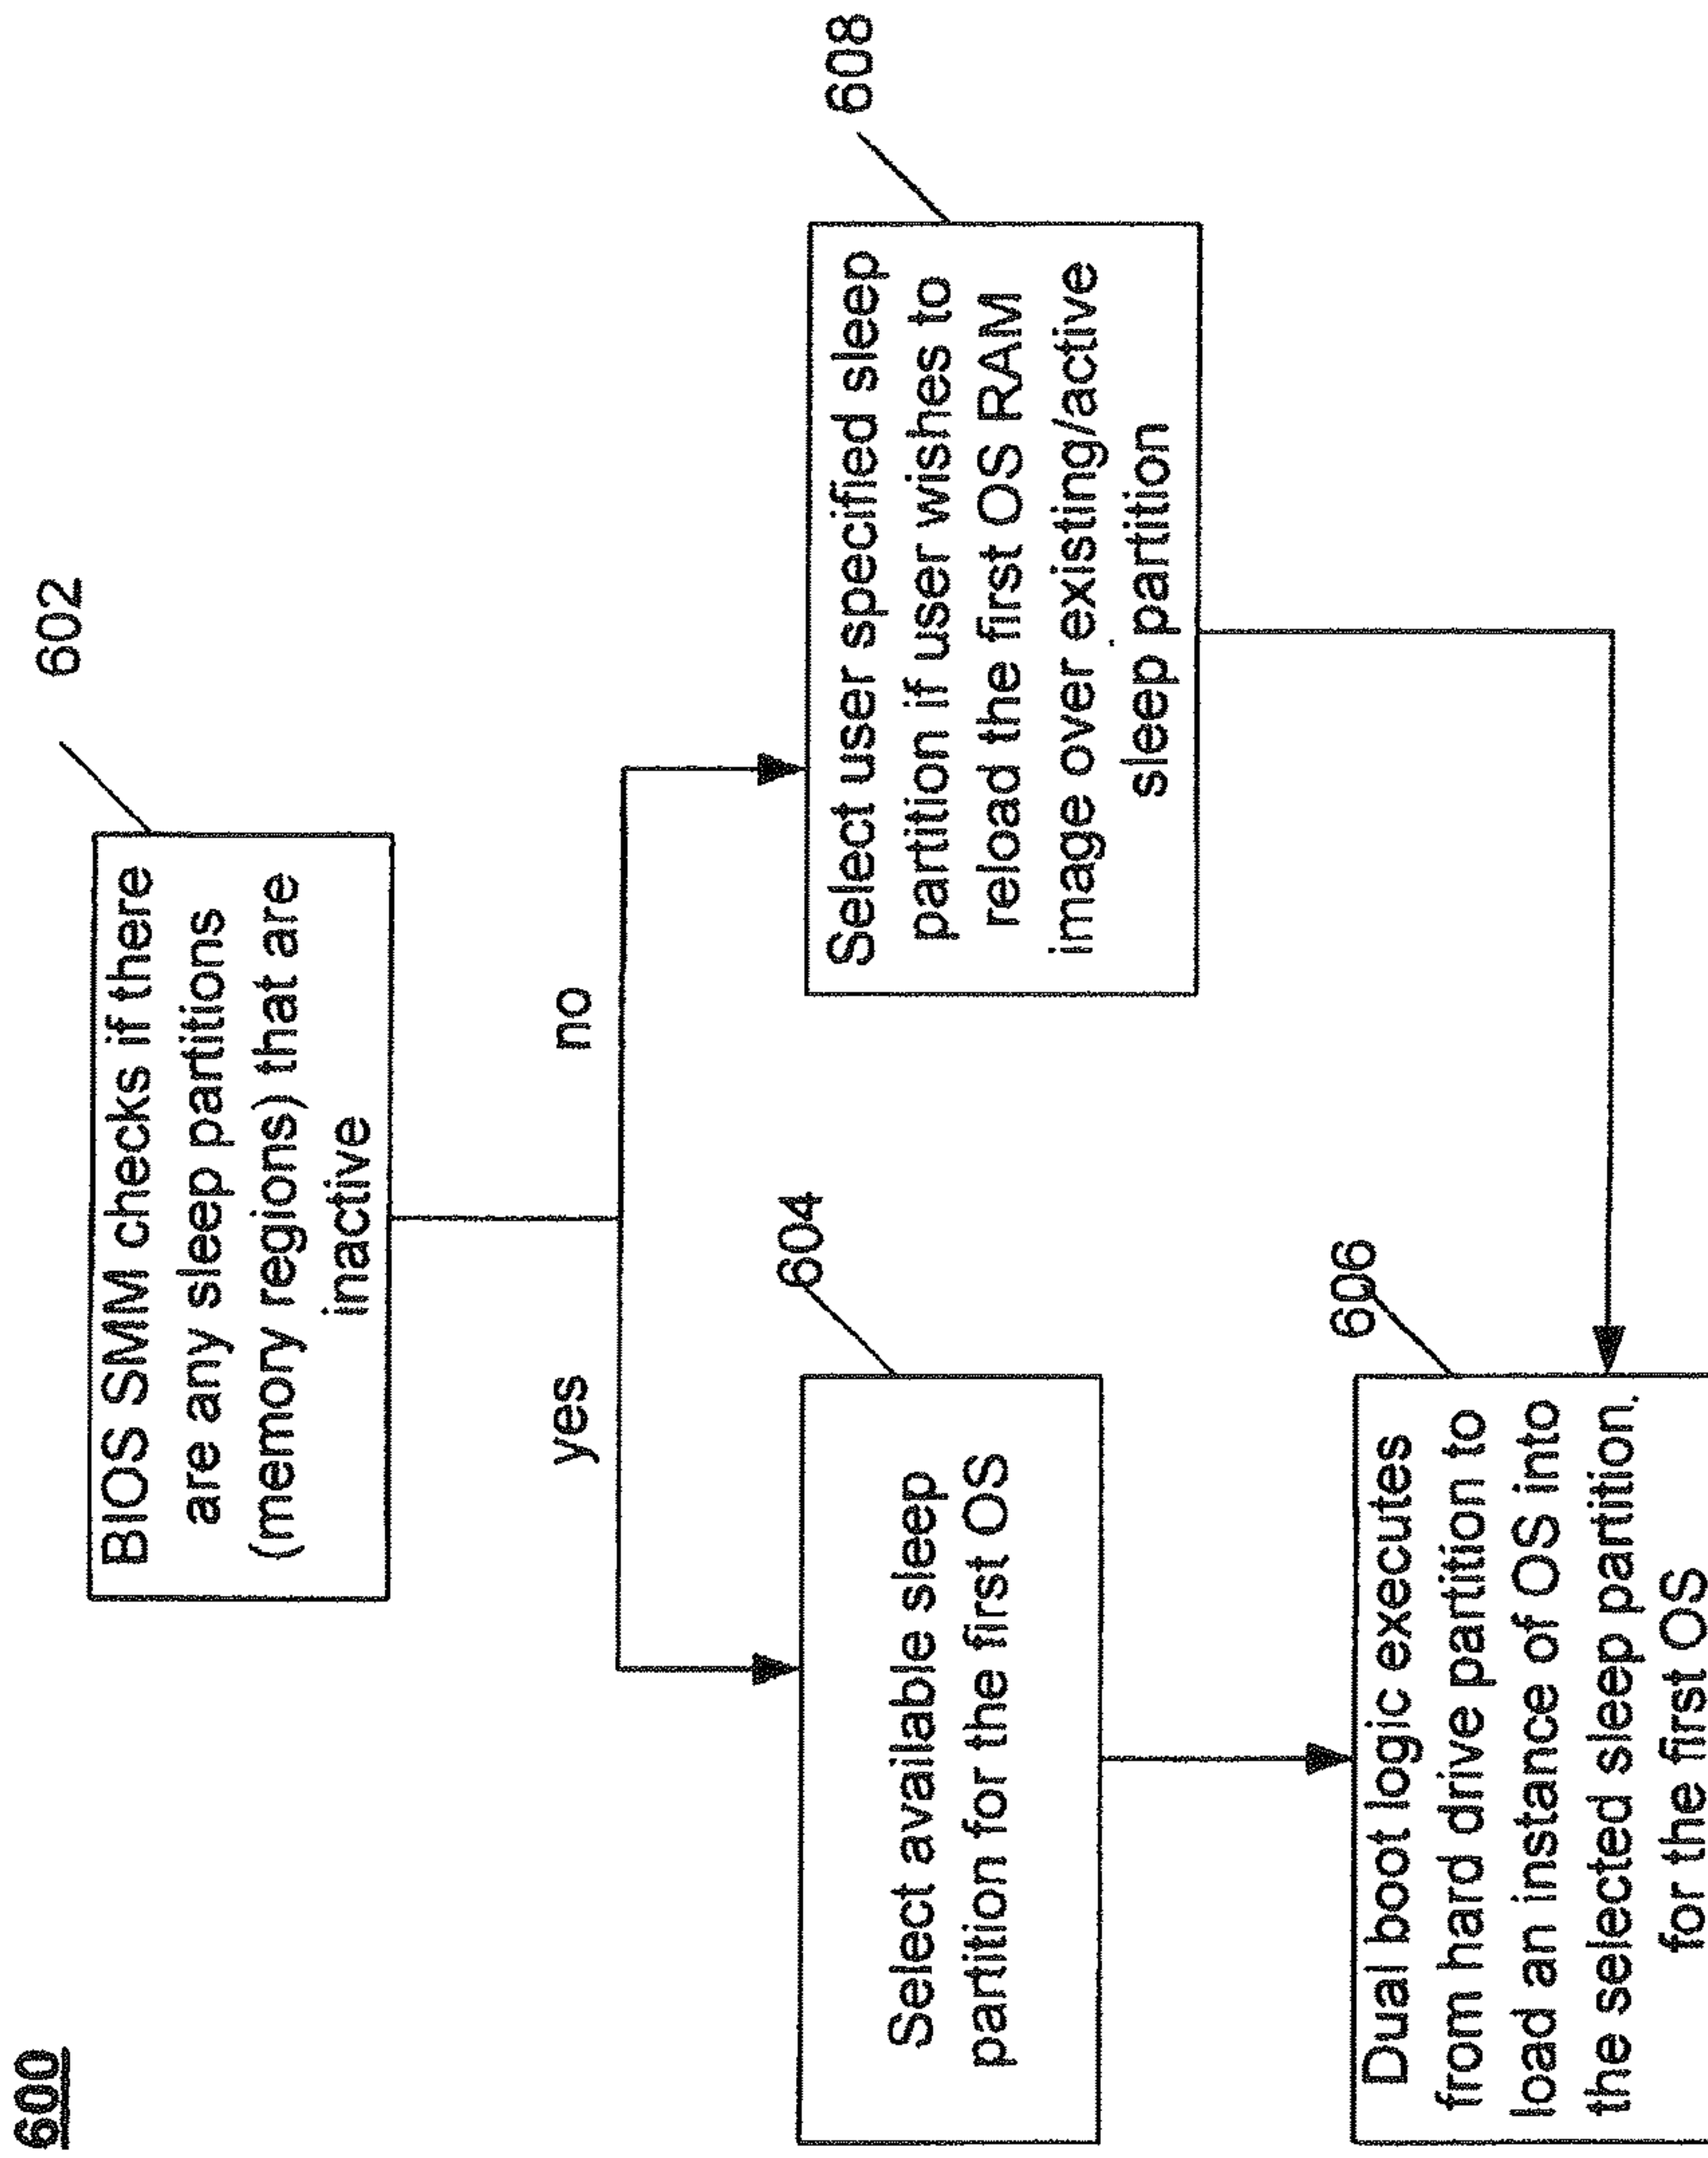 600
602
BIOS SMM checks if there
are any sleep partitions
(memory regions) that are
inactive
yes
no
604
Select available sleep
partition for the first OS
608
Select user specified sleep
partition if user wishes to
reload the first OS RAM
image over existing/active
sleep partition
606
Dual boot logic executes
from hard drive partition to
load an instance of OS into
the selected sleep partition.
for the first OS